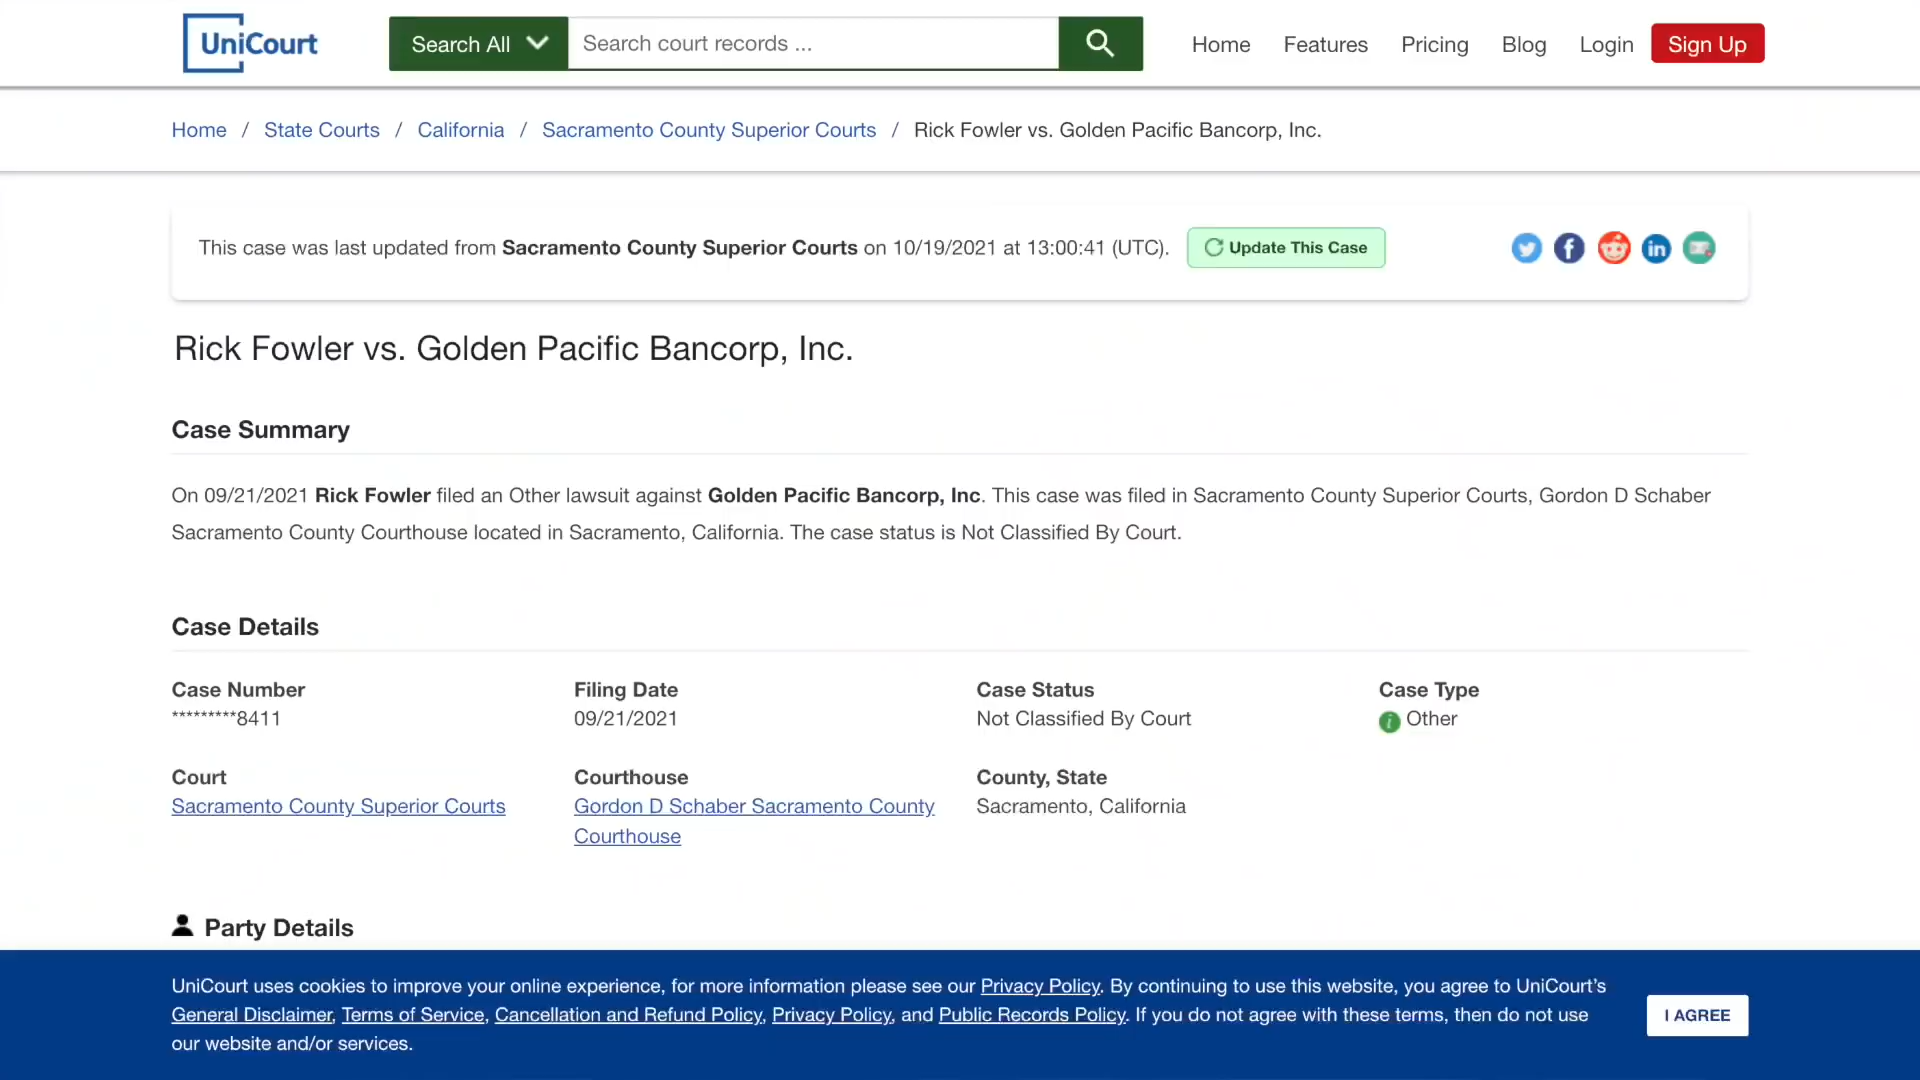 UniCourt
Search All
Search court records ...
Home
Features
Pricing
Blog
Login
Sign Up
Home / State Courts / California / Sacramento County Superior Courts / Rick Fowler vs. Golden Pacific Bancorp, Inc.
This case was last updated from Sacramento County Superior Courts on 10/19/2021 at 13:00:41 (UTC).
Update This Case
Rick Fowler vs. Golden Pacific Bancorp, Inc.
Case Summary
On 09/21/2021 Rick Fowler filed an Other lawsuit against Golden Pacific Bancorp, Inc. This case was filed in Sacramento County Superior Courts, Gordon D Schaber
Sacramento County Courthouse located in Sacramento, California. The case status is Not Classified By Court.
Case Details
Case Number
*********8411
Filing Date
09/21/2021
Case Status
Not Classified By Court
Case Type
Other
Court
Sacramento County Superior Courts
Courthouse
Gordon D Schaber Sacramento County
Courthouse
County, State
Sacramento, California
Party Details
UniCourt uses cookies to improve your online experience, for more information please see our Privacy Policy. By continuing to use this website, you agree to UniCourt's
General Disclaimer, Terms of Service, Cancellation and Refund Policy, Privacy Policy, and Public Records Policy. If you do not agree with these terms, then do not use
our website and/or services.
I AGREE